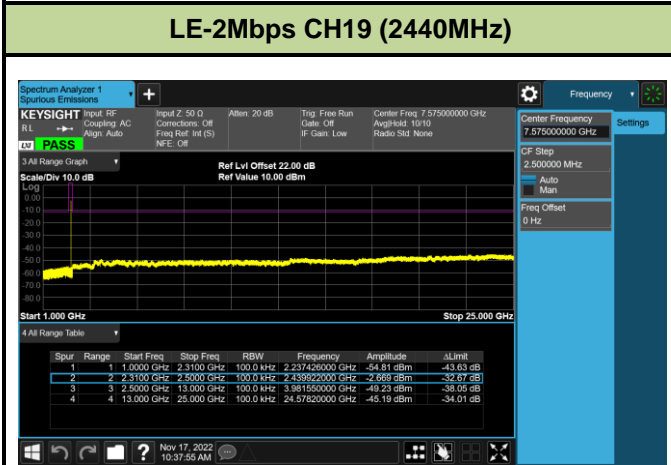 LE-2Mbps CH19 (2440MHz)
Spectrum Analyzer 1
Spurious Emissions
Frequency
KEYSIGHT Input: RF Input Z: 50 Ω Atten: 20 dB Trig: Free Run Center Freq: 7.575000000 GHz
Coupling: AC Corrections: Off Gate: Off Avg|Hold: 10/10
R L Align: Auto Freq Ref: Int (S) IF Gain: Low Radio Std: None
NFE: Off
LXI PASS
Center Frequency
7.575000000 GHz
Settings
CF Step
2.500000 MHz
Auto
Man
Freq Offset
0 Hz
3 All Range Graph
Ref Lvl Offset 22.00 dB
Scale/Div 10.0 dB Ref Value 10.00 dBm
Log
0.00
-10.0
-20.0
-30.0
-40.0
-50.0
-60.0
-70.0
-80.0
Start 1.000 GHz Stop 25.000 GHz
4 All Range Table
Spur Range Start Freq Stop Freq RBW Frequency Amplitude ΔLimit
1 1 1.0000 GHz 2.3100 GHz 100.0 kHz 2.237426000 GHz -54.81 dBm -43.63 dB
2 2 2.3100 GHz 2.5000 GHz 100.0 kHz 2.439922000 GHz -2.669 dBm -32.67 dB
3 3 2.5000 GHz 13.000 GHz 100.0 kHz 3.981550000 GHz -49.23 dBm -38.05 dB
4 4 13.000 GHz 25.000 GHz 100.0 kHz 24.57820000 GHz -45.19 dBm -34.01 dB
Nov 17, 2022
10:37:55 AM